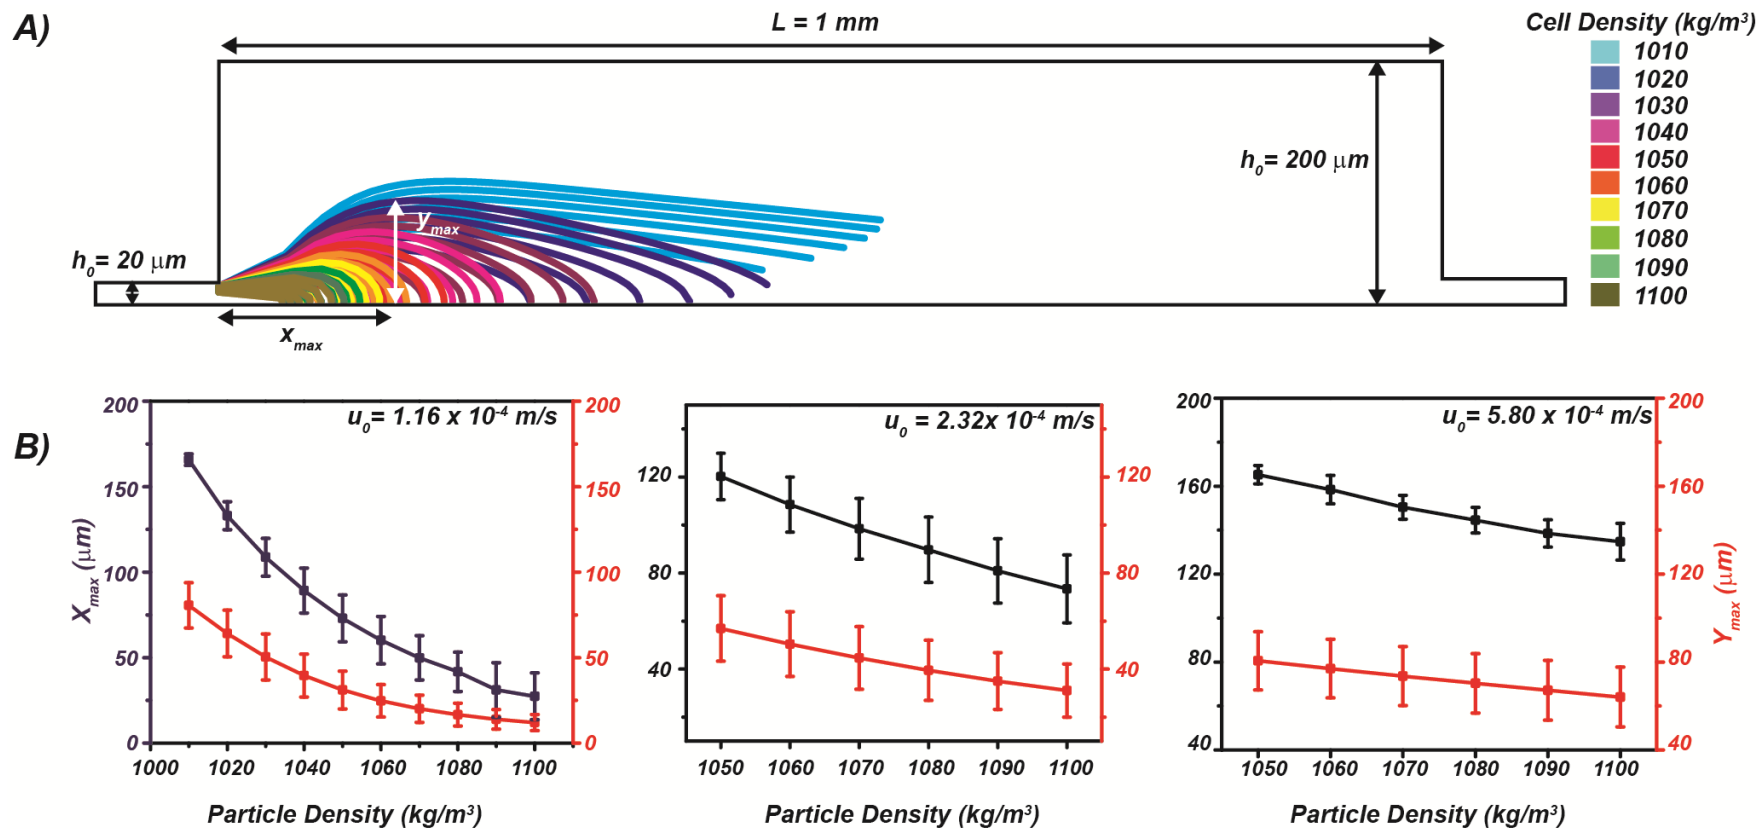 A)
L = 1 mm
Cell Density (kg/m³)
1010
1020
1030
1040
1050
1060
1070
1080
1090
1100
h₀= 200 μm
yₘₐₓ
h₀= 20 μm
xₘₐₓ
B)
u₀= 1.16 x 10⁻⁴ m/s
200
150
100
50
0
200
150
100
50
0
Xₘₐₓ (μm)
1000 1020 1040 1060 1080 1100
Particle Density (kg/m³)
u₀ = 2.32x 10⁻⁴ m/s
120
80
40
120
80
40
1050 1060 1070 1080 1090 1100
Particle Density (kg/m³)
u₀= 5.80 x 10⁻⁴ m/s
200
160
120
80
40
200
160
120
80
40
Yₘₐₓ (μm)
1050 1060 1070 1080 1090 1100
Particle Density (kg/m³)